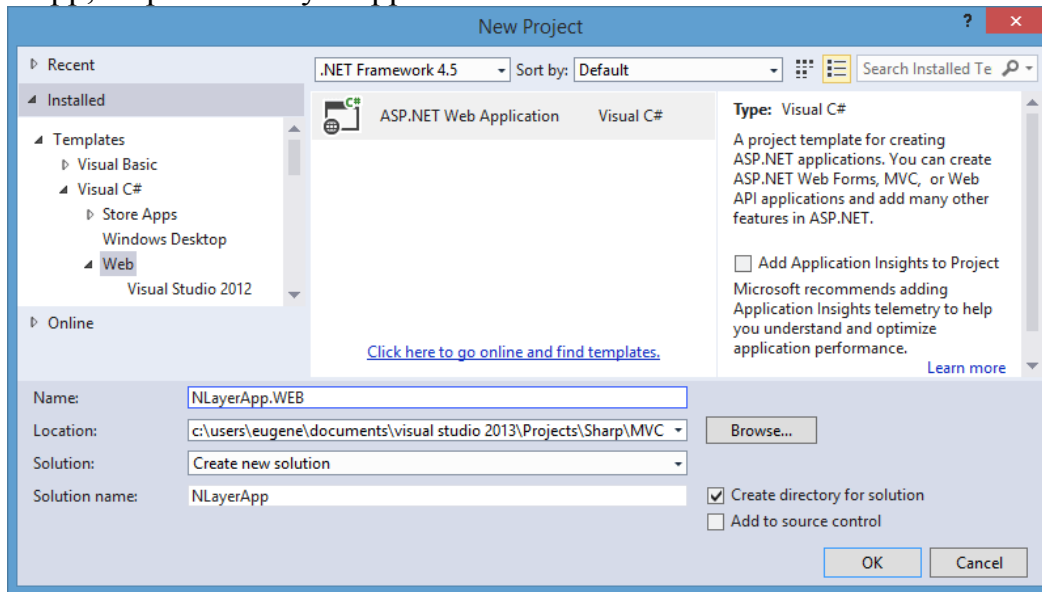 New Project
? ×
Recent
.NET Framework 4.5 Sort by: Default Search Installed Te
Installed
Templates
Visual Basic
Visual C#
Store Apps
Windows Desktop
Web
Visual Studio 2012
Online
C#
ASP.NET Web Application Visual C#
Click here to go online and find templates.
Type: Visual C#
A project template for creating
ASP.NET applications. You can create
ASP.NET Web Forms, MVC, or Web
API applications and add many other
features in ASP.NET.
Add Application Insights to Project
Microsoft recommends adding
Application Insights telemetry to help
you understand and optimize
application performance.
Learn more
Name: NLayerApp.WEB
Location: c:\users\eugene\documents\visual studio 2013\Projects\Sharp\MVC Browse...
Solution: Create new solution
Solution name: NLayerApp
Create directory for solution
Add to source control
OK Cancel